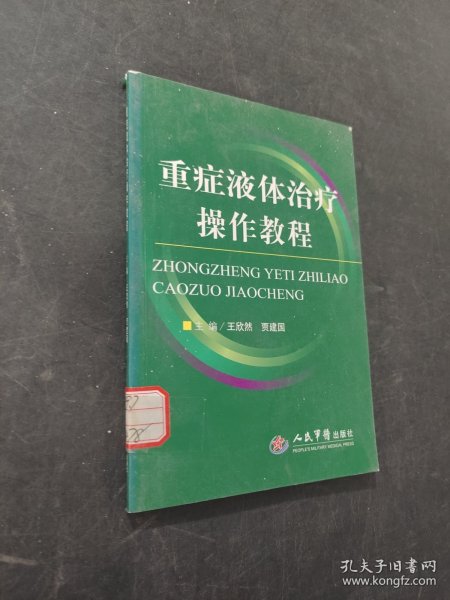 重症液体治疗
操作教程
ZHONGZHENG YETI ZHILIAO
CAOZUO JIAOCHENG
主 编／王欣然 贾建国
人民军医出版社
PEOPLE'S MILITARY MEDICAL PRESS
孔夫子旧书网
www.kongfz.com